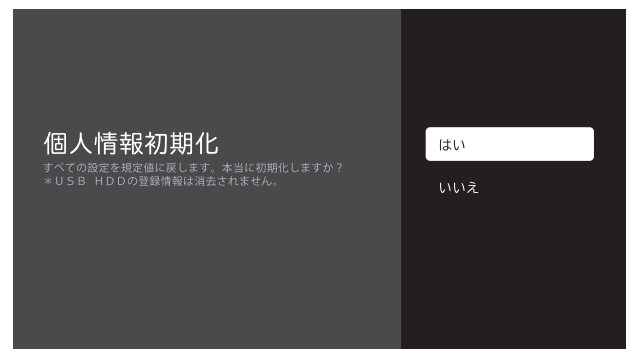 個人情報初期化
すべての設定を規定値に戻します。本当に初期化しますか？
＊ＵＳＢ ＨＤＤの登録情報は消去されません。
はい
いいえ